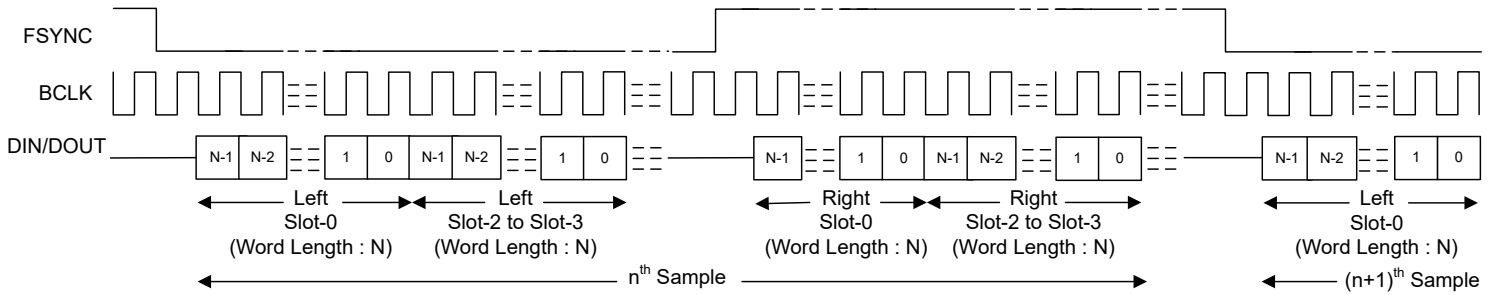 FSYNC
BCLK
DIN/DOUT
N-1 N-2 1 0 N-1 N-2 1 0 N-1 1 0 N-1 N-2 1 0 N-1 N-2 1 0
Left Left Right Right Left
Slot-0 Slot-2 to Slot-3 Slot-0 Slot-2 to Slot-3 Slot-0
(Word Length : N) (Word Length : N) (Word Length : N) (Word Length : N) (Word Length : N)
nth Sample (n+1)th Sample